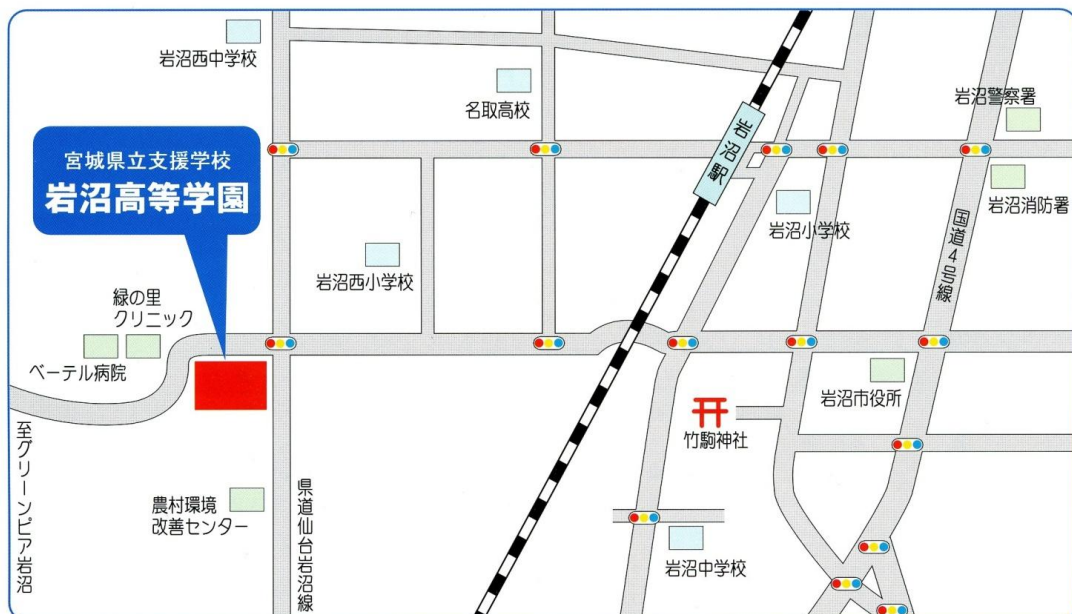 岩沼西中学校
名取高校
岩沼警察署
宮城県立支援学校
岩沼高等学園
岩沼駅
岩沼消防署
岩沼小学校
国道4号線
岩沼西小学校
緑の里
クリニック
ベーテル病院
岩沼市役所
竹駒神社
至グリーンピア岩沼
農村環境
改善センター
県道仙台岩沼線
岩沼中学校